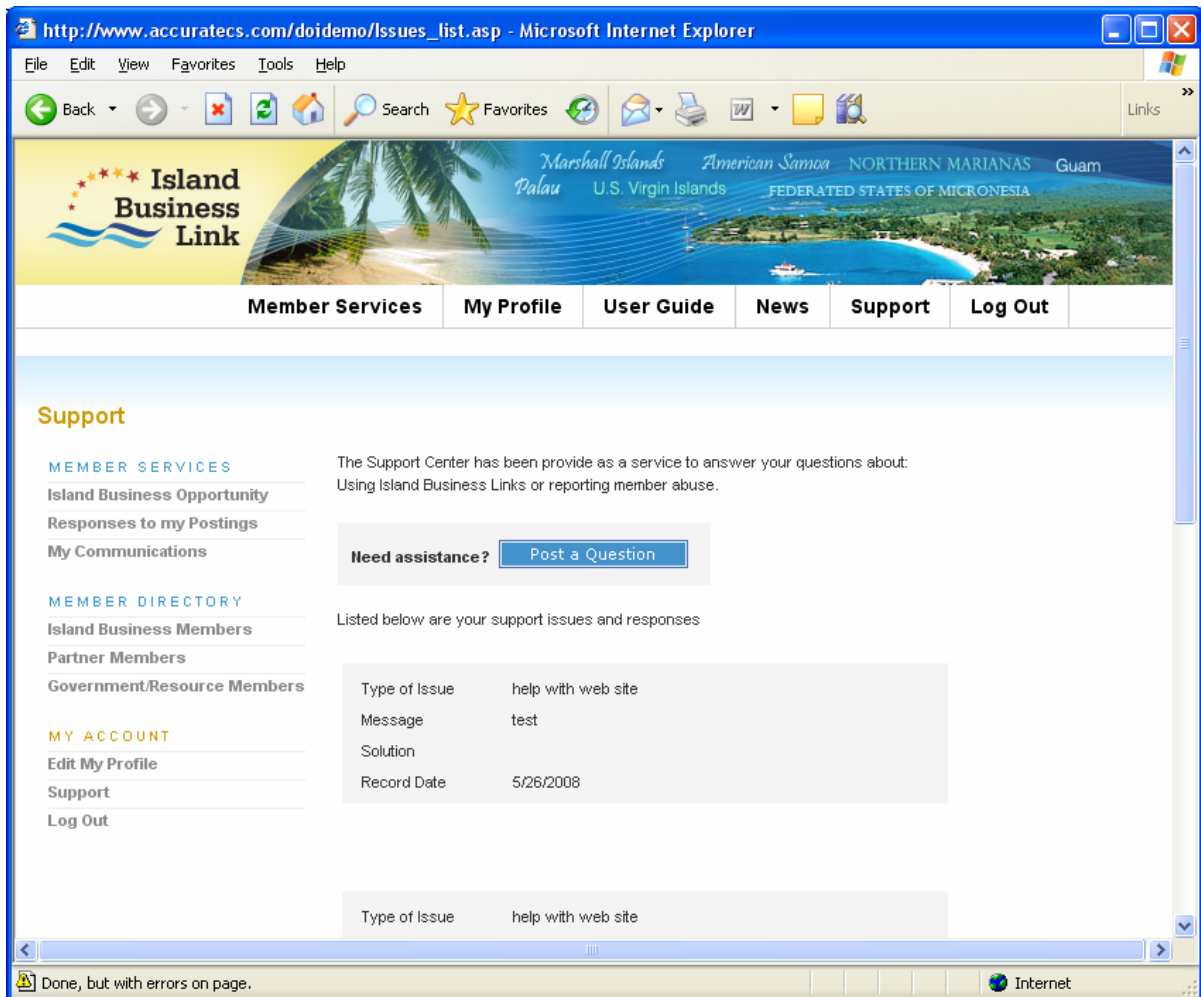 http://www.accuratecs.com/doidemo/Issues_list.asp - Microsoft Internet Explorer
File Edit View Favorites Tools Help
Back Search Favorites Links
Island
Business
Link
Marshall Islands American Samoa NORTHERN MARIANAS Guam
Palau U.S. Virgin Islands FEDERATED STATES OF MICRONESIA
Member Services My Profile User Guide News Support Log Out
Support
MEMBER SERVICES
Island Business Opportunity
Responses to my Postings
My Communications
MEMBER DIRECTORY
Island Business Members
Partner Members
Government/Resource Members
MY ACCOUNT
Edit My Profile
Support
Log Out
The Support Center has been provide as a service to answer your questions about:
Using Island Business Links or reporting member abuse.
Need assistance? Post a Question
Listed below are your support issues and responses
Type of Issue help with web site
Message test
Solution
Record Date 5/26/2008
Type of Issue help with web site
Done, but with errors on page. Internet